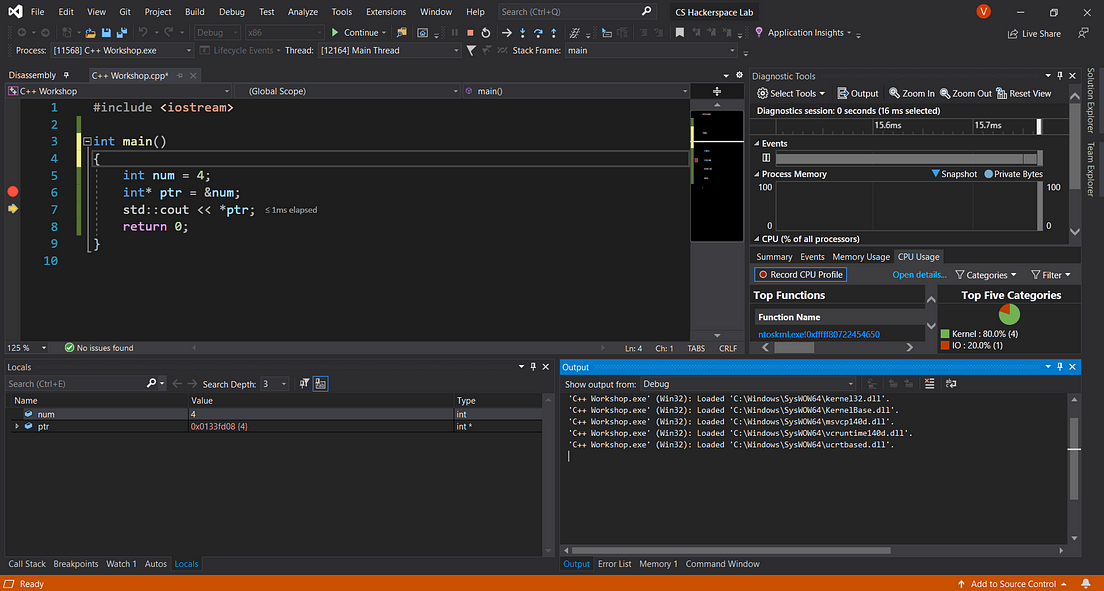 File Edit View Git Project Build Debug Test Analyze Tools Extensions Window Help Search (Ctrl+Q) CS Hackerspace Lab V
Debug x86 Continue Application Insights Live Share
Process: [11568] C++ Workshop.exe Lifecycle Events Thread: [12164] Main Thread Stack Frame: main
Disassembly C++ Workshop.cpp*
C++ Workshop (Global Scope) main()
1 #include <iostream>
2
3 int main()
4 {
5 int num = 4;
6 int* ptr = &num;
7 std::cout << *ptr; ≤ 1ms elapsed
8 return 0;
9 }
10
125 % No issues found Ln: 4 Ch: 1 TABS CRLF
Diagnostic Tools
Select Tools Output Zoom In Zoom Out Reset View
Diagnostics session: 0 seconds (16 ms selected)
15.6ms 15.7ms
Events
Process Memory Snapshot Private Bytes
100 100
0 0
CPU (% of all processors)
Summary Events Memory Usage CPU Usage
Record CPU Profile Open details... Categories Filter
Top Functions
Function Name
ntoskrnl.exe!0xffff80722454650
Top Five Categories
Kernel : 80.0% (4)
IO : 20.0% (1)
Solution Explorer
Team Explorer
Locals
Search (Ctrl+E) Search Depth: 3
Name Value Type
num 4 int
ptr 0x0133fd08 {4} int *
Call Stack Breakpoints Watch 1 Autos Locals
Output
Show output from: Debug
'C++ Workshop.exe' (Win32): Loaded 'C:\Windows\SysWOW64\kernel32.dll'.
'C++ Workshop.exe' (Win32): Loaded 'C:\Windows\SysWOW64\KernelBase.dll'.
'C++ Workshop.exe' (Win32): Loaded 'C:\Windows\SysWOW64\msvcp140d.dll'.
'C++ Workshop.exe' (Win32): Loaded 'C:\Windows\SysWOW64\vcruntime140d.dll'.
'C++ Workshop.exe' (Win32): Loaded 'C:\Windows\SysWOW64\ucrtbased.dll'.
Output Error List Memory 1 Command Window
Ready Add to Source Control